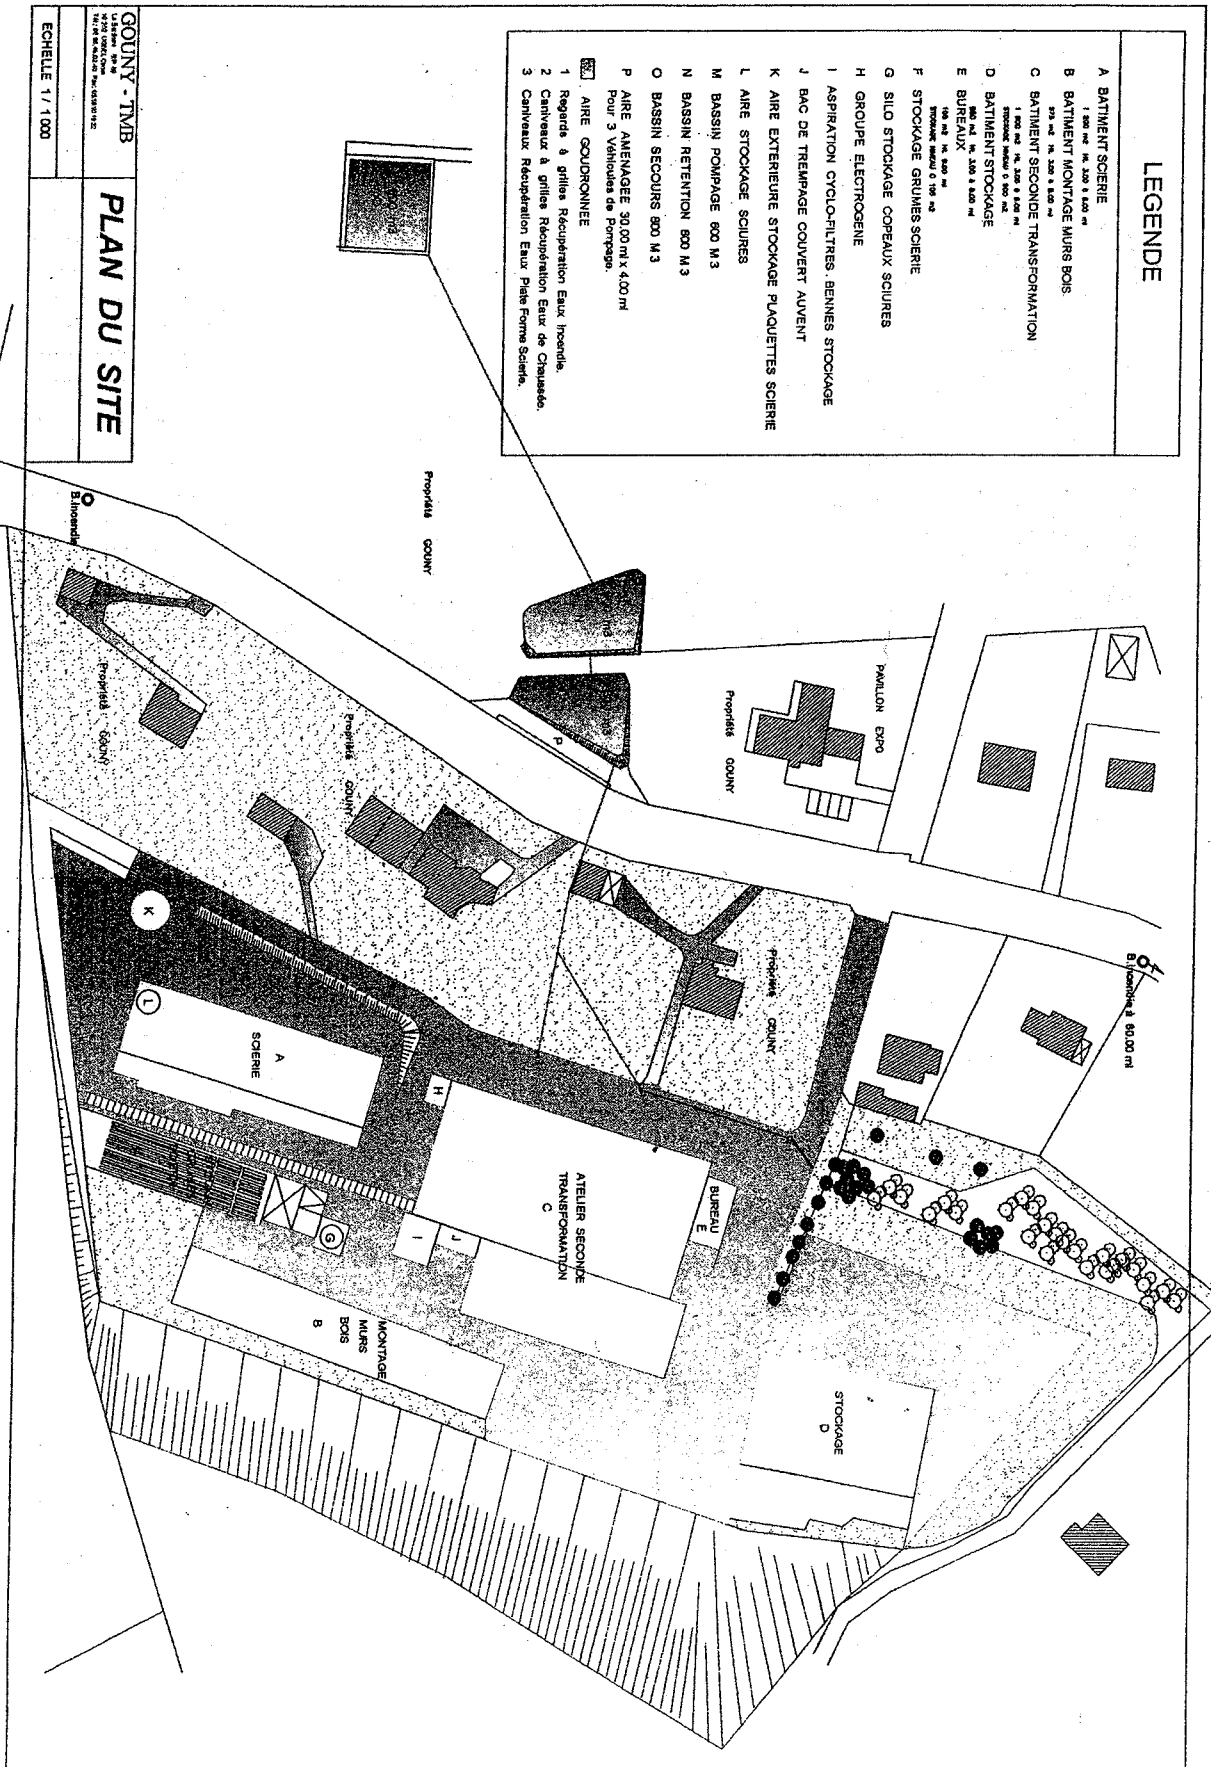 LEGENDE
A BATIMENT SCIERIE
B BATIMENT MONTAGE MURS BOIS.
C BATIMENT SECONDE TRANSFORMATION
D BATIMENT STOCKAGE
E BUREAUX
F STOCKAGE GRUMES SCIERIE
G SILO STOCKAGE COPEAUX SCIURES
H GROUPE ELECTROGENE
I ASPIRATION CYCLO-FILTRES . BENNES STOCKAGE
J BAC DE TREMPAGE COUVERT AUVENT
K AIRE EXTERIEURE STOCKAGE PLAQUETTES SCIERIE
L AIRE STOCKAGE SCIURES
M BASSIN POMPAGE 600 M3
N BASSIN RETENTION 600 M3
O BASSIN SECOURS 800 M3
P AIRE AMENAGEE 30,00 ml x 4,00 ml
Pour 3 Véhicules de Pompage.
AIRE GOUDRONNEE
1 Regards à grilles Récupération Eaux Incendie.
2 Caniveaux à grilles Récupération Eaux de Chaussée.
3 Caniveaux Récupération Eaux Plate Forme Scierie.
GOUNY - TMB
PLAN DU SITE
ECHELLE 1 / 1000
B.Incendie à 60,00 ml
PAVILLON EXPO
Propriété GOUNY
Propriété GOUNY
Propriété GOUNY
Propriété GOUNY
Propriété GOUNY
B.Incendie
P
N
K
L
A
SCIERIE
H
ATELIER SECONDE
TRANSFORMATION
C
BUREAU
E
I
J
G
MONTAGE
MURS
BOIS
B
STOCKAGE
D